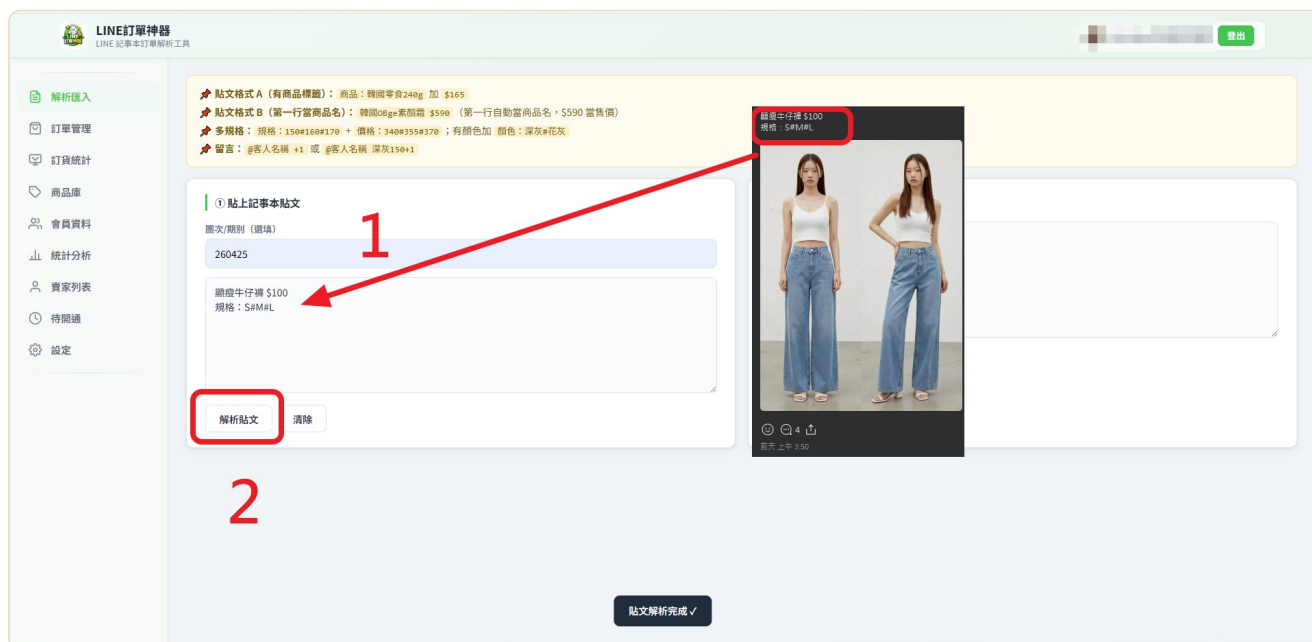 LINE訂單神器
LINE 記事本訂單解析工具
登出
解析匯入
訂單管理
訂貨統計
商品庫
會員資料
統計分析
賣家列表
待開通
設定
📌 貼文格式 A（有商品標籤）： 商品：韓國零食240g 加 $165
📌 貼文格式 B（第一行當商品名）： 韓國OBge素顏霜 $590 （第一行自動當商品名，$590 當售價）
📌 多規格： 規格：150#160#170 + 價格：340#355#370 ；有顏色加 顏色：深灰#花灰
📌 留言： @客人名稱 +1 或 @客人名稱 深灰150+1
① 貼上記事本貼文
團次/期別（選填）
260425
顯瘦牛仔褲 $100
規格：S#M#L
解析貼文
清除
1
2
顯瘦牛仔褲 $100
規格：S#M#L
4
前天 上午 3:50
貼文解析完成 ✓